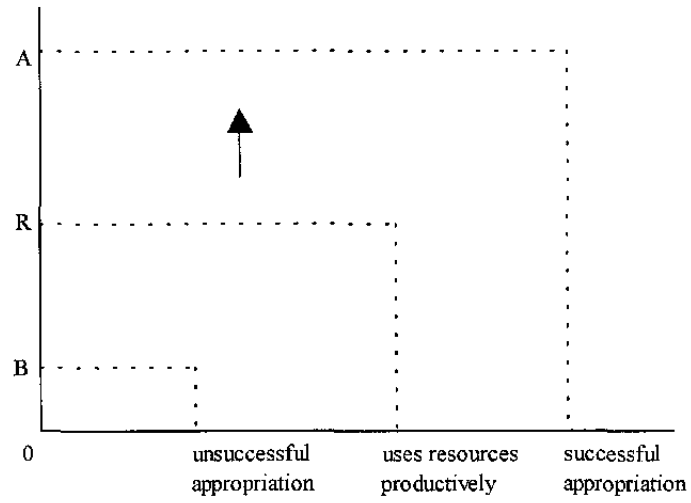 A
R
B
0
unsuccessful
appropriation
uses resources
productively
successful
appropriation